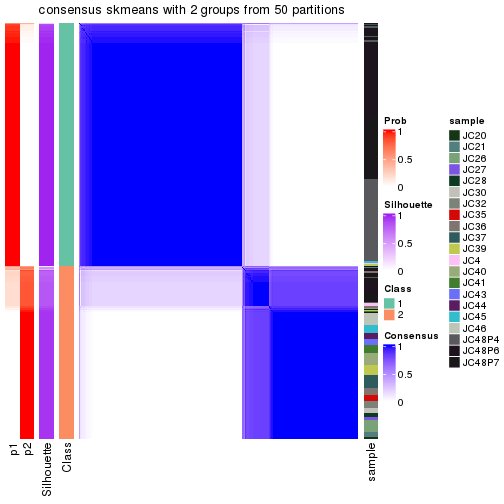 consensus skmeans with 2 groups from 50 partitions
p1
p2
Silhouette
Class
sample
Prob
1
0.5
0
Silhouette
1
0.5
0
Class
1
2
Consensus
1
0.5
0
sample
JC20
JC21
JC26
JC27
JC28
JC30
JC32
JC35
JC36
JC37
JC39
JC4
JC40
JC41
JC43
JC44
JC45
JC46
JC48P4
JC48P6
JC48P7